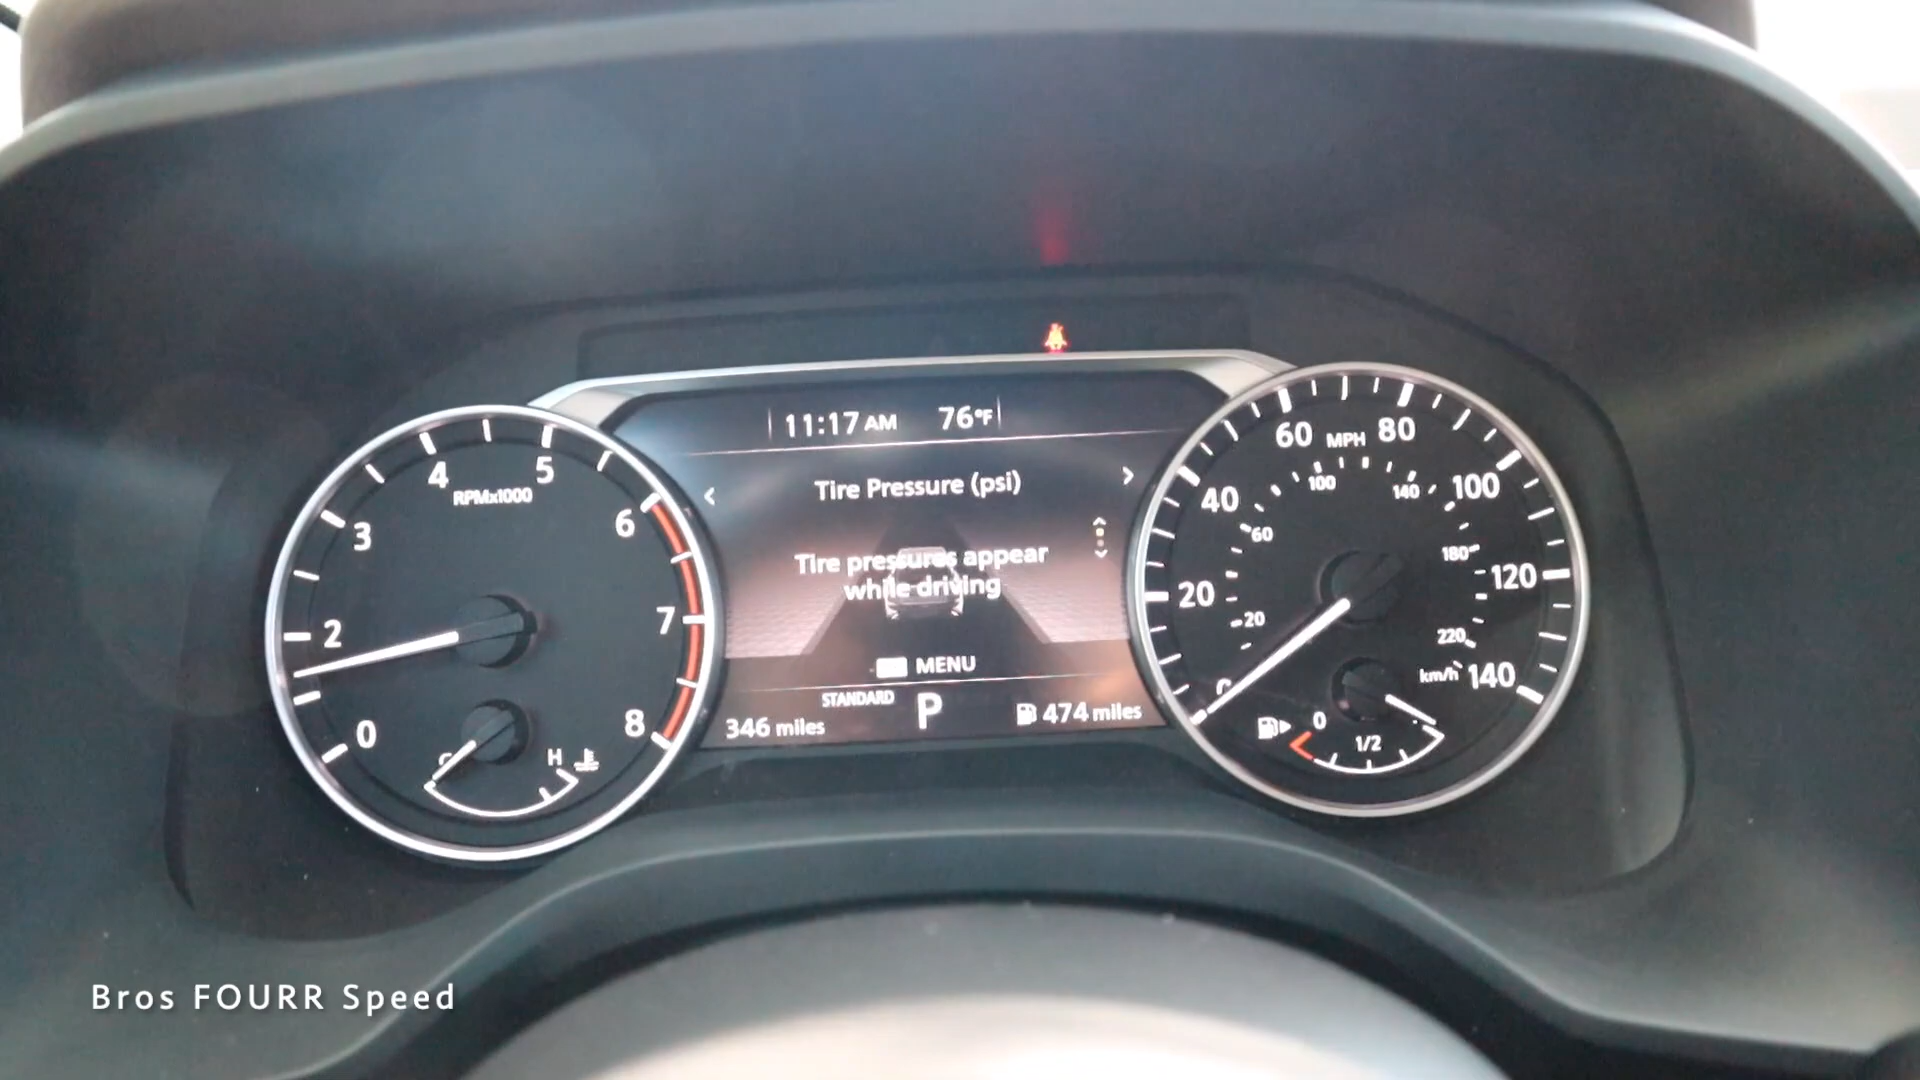 11:17 AM 76°F
< Tire Pressure (psi) >
Tire pressures appear
while driving
MENU
STANDARD
346 miles P 474 miles
0 2 3 4 5 6 7 8
RPMx1000
H
20 40 60 MPH 80 100 120 140
20 60 100 140 180 220
km/h
0 1/2
Bros FOURR Speed